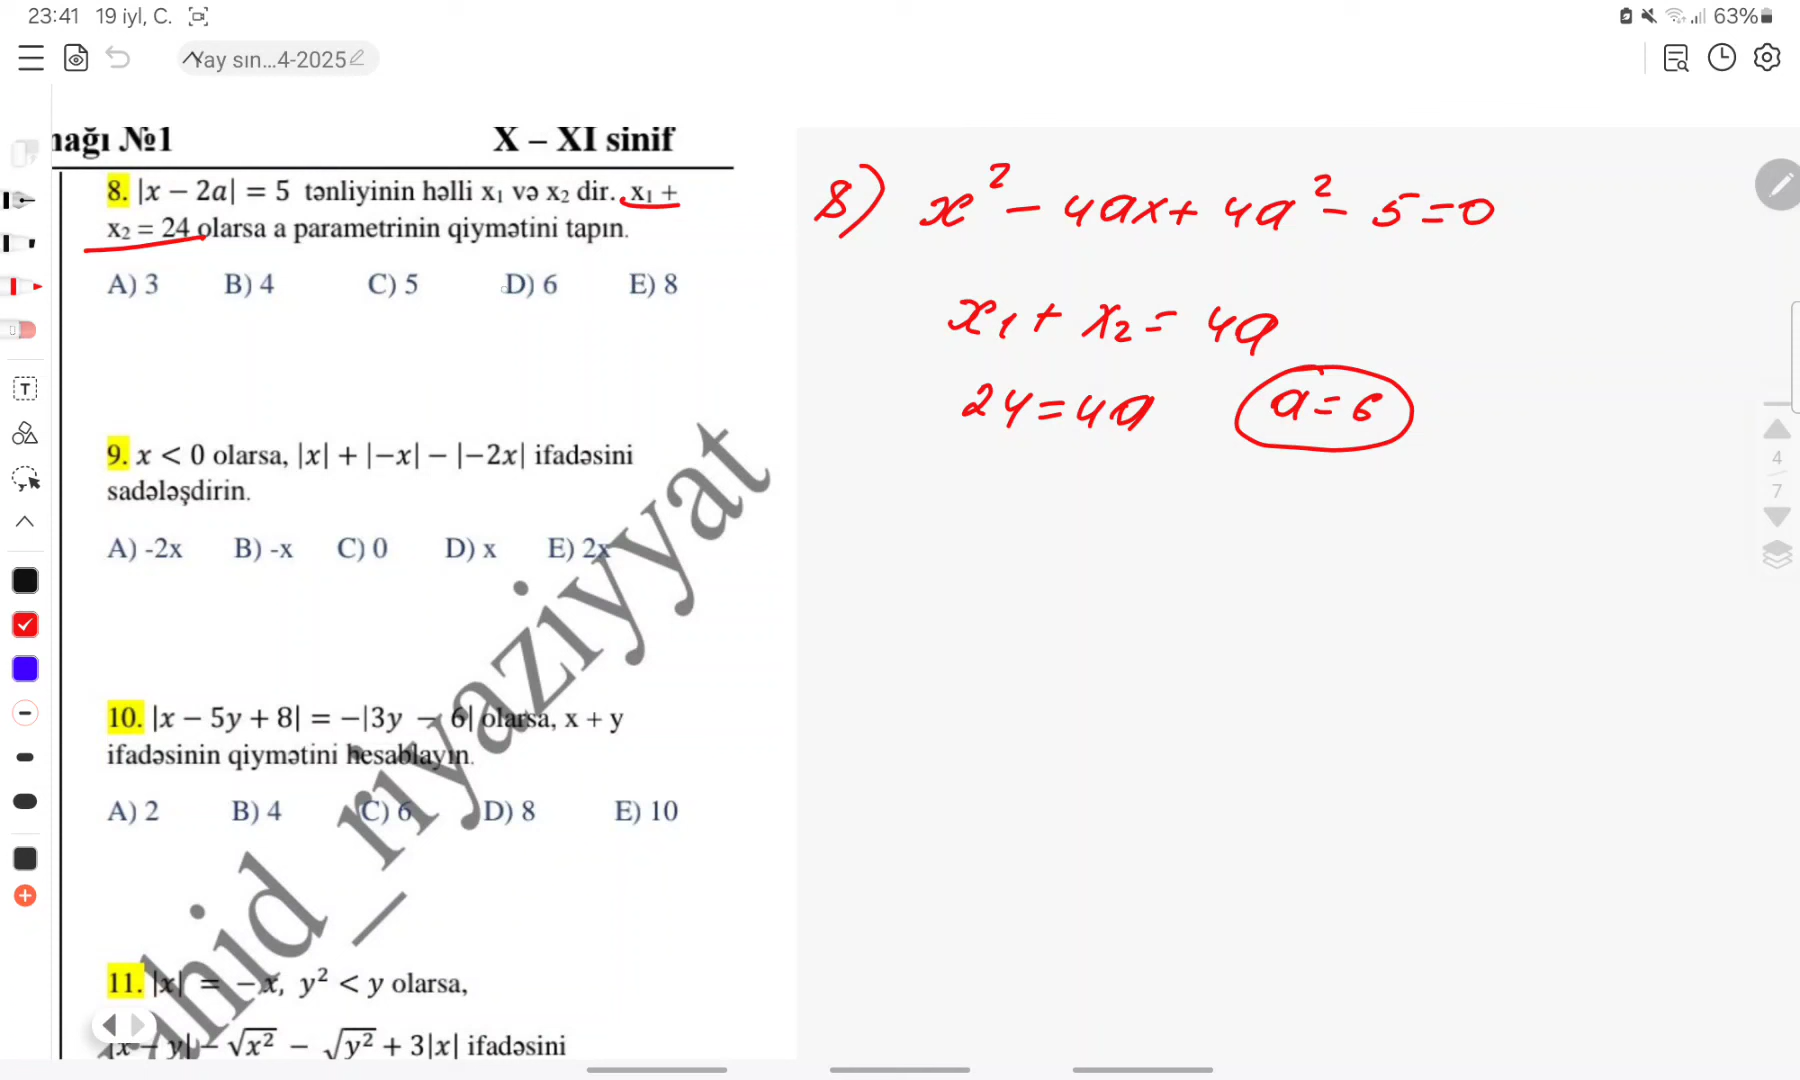 23:41 19 iyl, C. 63%
Yay sın...4-2025
nağı №1 X – XI sinif
8. |x − 2a| = 5 tənliyinin həlli x₁ və x₂ dir. x₁ +
x₂ = 24 olarsa a parametrinin qiymətini tapın.
A) 3 B) 4 C) 5 D) 6 E) 8
9. x < 0 olarsa, |x| + |−x| − |−2x| ifadəsini
sadələşdirin.
A) -2x B) -x C) 0 D) x E) 2x
10. |x − 5y + 8| = −|3y − 6| olarsa, x + y
ifadəsinin qiymətini hesablayın.
A) 2 B) 4 C) 6 D) 8 E) 10
11. |x| = −x, y² < y olarsa,
|x − y| − √x² − √y² + 3|x| ifadəsini
hid_riyaziyyat
8) x² − 4ax + 4a² − 5 = 0
x₁ + x₂ = 4a
24 = 4a a = 6
T
4
7